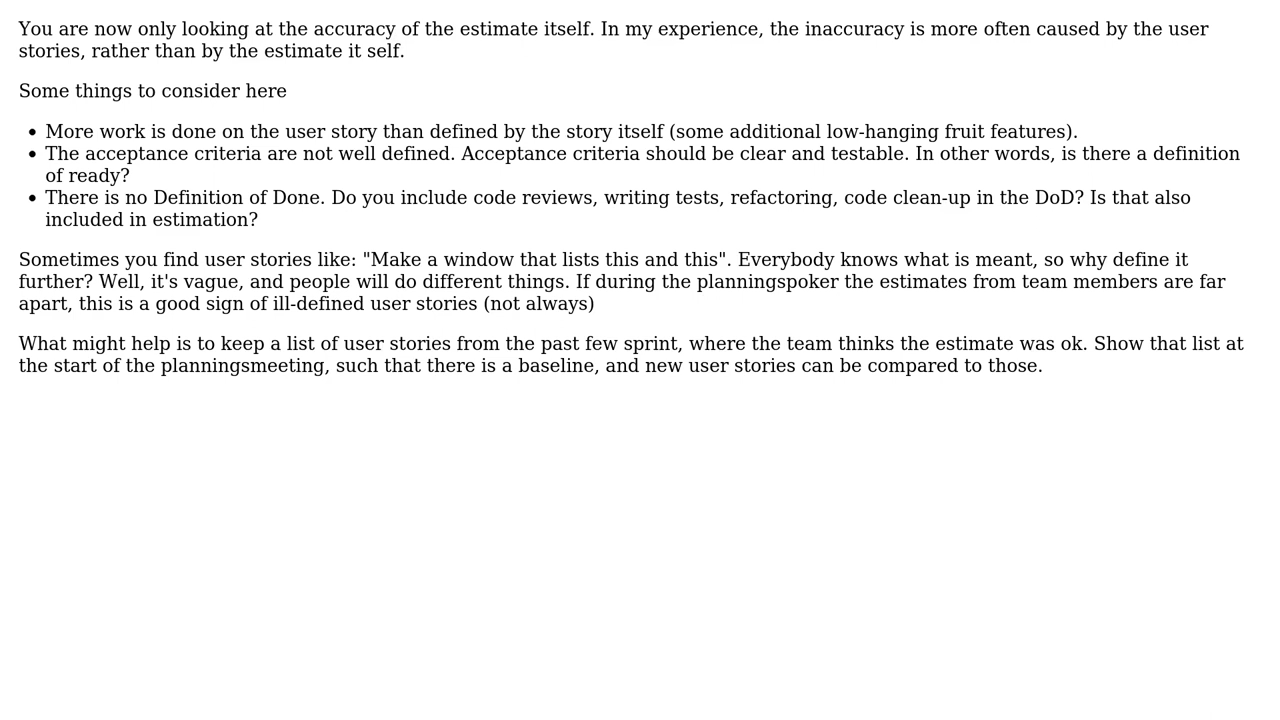 You are now only looking at the accuracy of the estimate itself. In my experience, the inaccuracy is more often caused by the user
stories, rather than by the estimate it self.
Some things to consider here
• More work is done on the user story than defined by the story itself (some additional low-hanging fruit features).
• The acceptance criteria are not well defined. Acceptance criteria should be clear and testable. In other words, is there a definition
of ready?
• There is no Definition of Done. Do you include code reviews, writing tests, refactoring, code clean-up in the DoD? Is that also
included in estimation?
Sometimes you find user stories like: "Make a window that lists this and this". Everybody knows what is meant, so why define it
further? Well, it's vague, and people will do different things. If during the planningspoker the estimates from team members are far
apart, this is a good sign of ill-defined user stories (not always)
What might help is to keep a list of user stories from the past few sprint, where the team thinks the estimate was ok. Show that list at
the start of the planningsmeeting, such that there is a baseline, and new user stories can be compared to those.